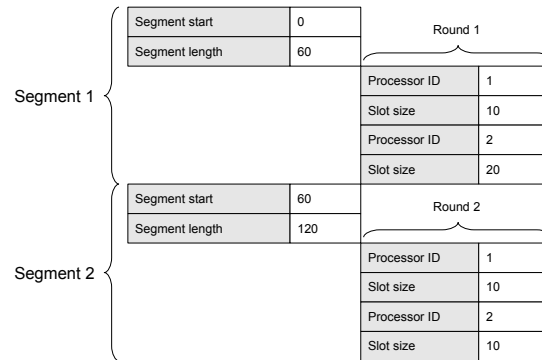 Segment start 0
Round 1
Segment length 60
Segment 1
Processor ID 1
Slot size 10
Processor ID 2
Slot size 20
Segment start 60
Round 2
Segment length 120
Segment 2
Processor ID 1
Slot size 10
Processor ID 2
Slot size 10